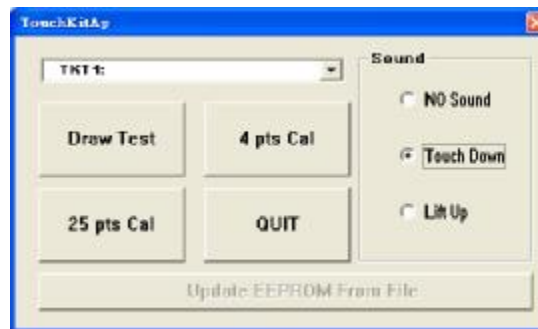 TouchKitAp
TKT1:
Sound
NO Sound
Draw Test
4 pts Cal
Touch Down
25 pts Cal
QUIT
Lift Up
Update EEPROM From File